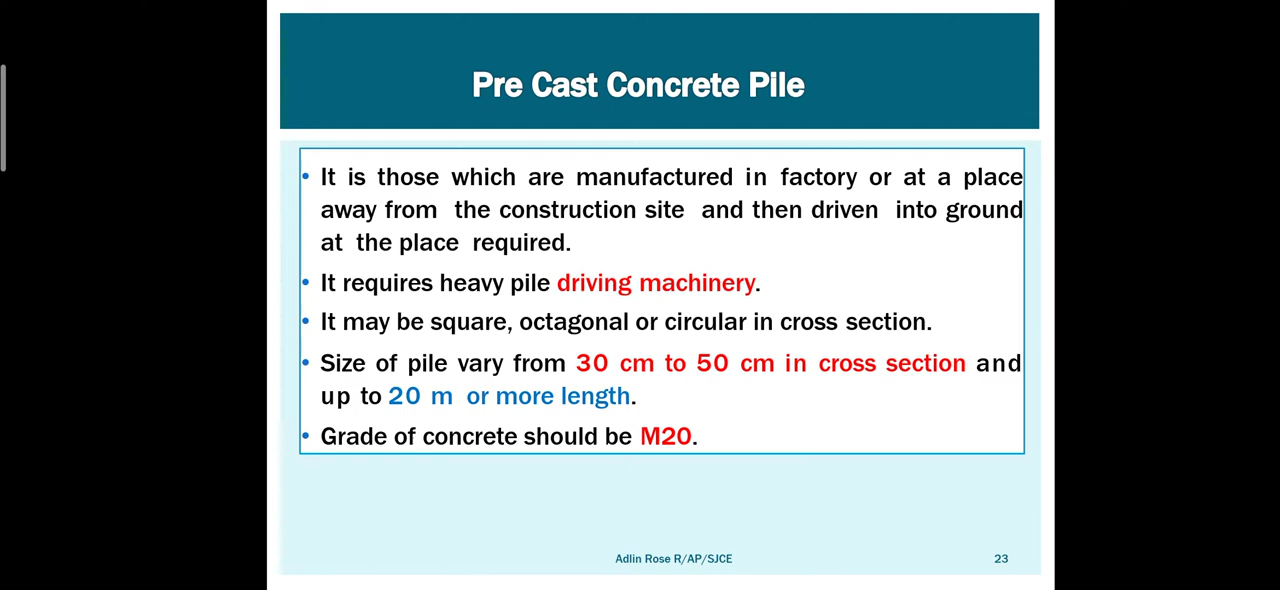 Pre Cast Concrete Pile
• It is those which are manufactured in factory or at a place
away from the construction site and then driven into ground
at the place required.
• It requires heavy pile driving machinery.
• It may be square, octagonal or circular in cross section.
• Size of pile vary from 30 cm to 50 cm in cross section and
up to 20 m or more length.
• Grade of concrete should be M20.
Adlin Rose R/AP/SJCE
23